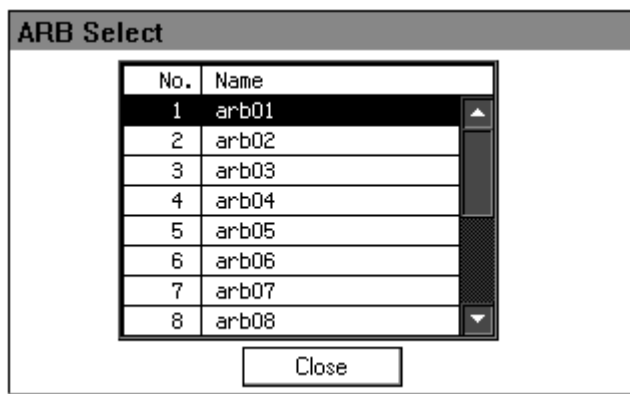 ARB Select
No. Name
1 arb01
2 arb02
3 arb03
4 arb04
5 arb05
6 arb06
7 arb07
8 arb08
Close